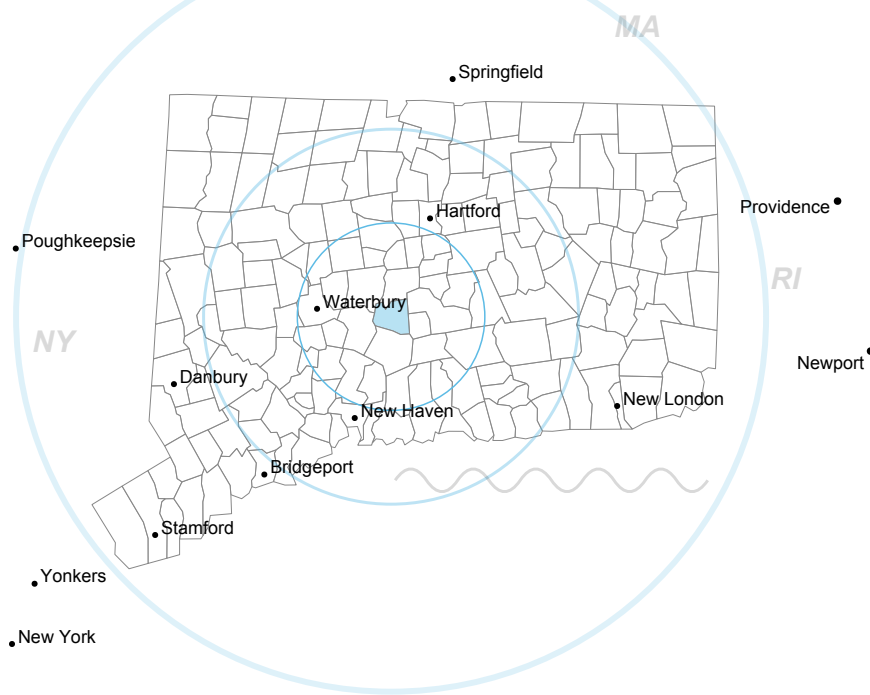 MA
Springfield
Providence
Hartford
Poughkeepsie
RI
Waterbury
NY
Newport
Danbury
New London
New Haven
Bridgeport
Stamford
Yonkers
New York